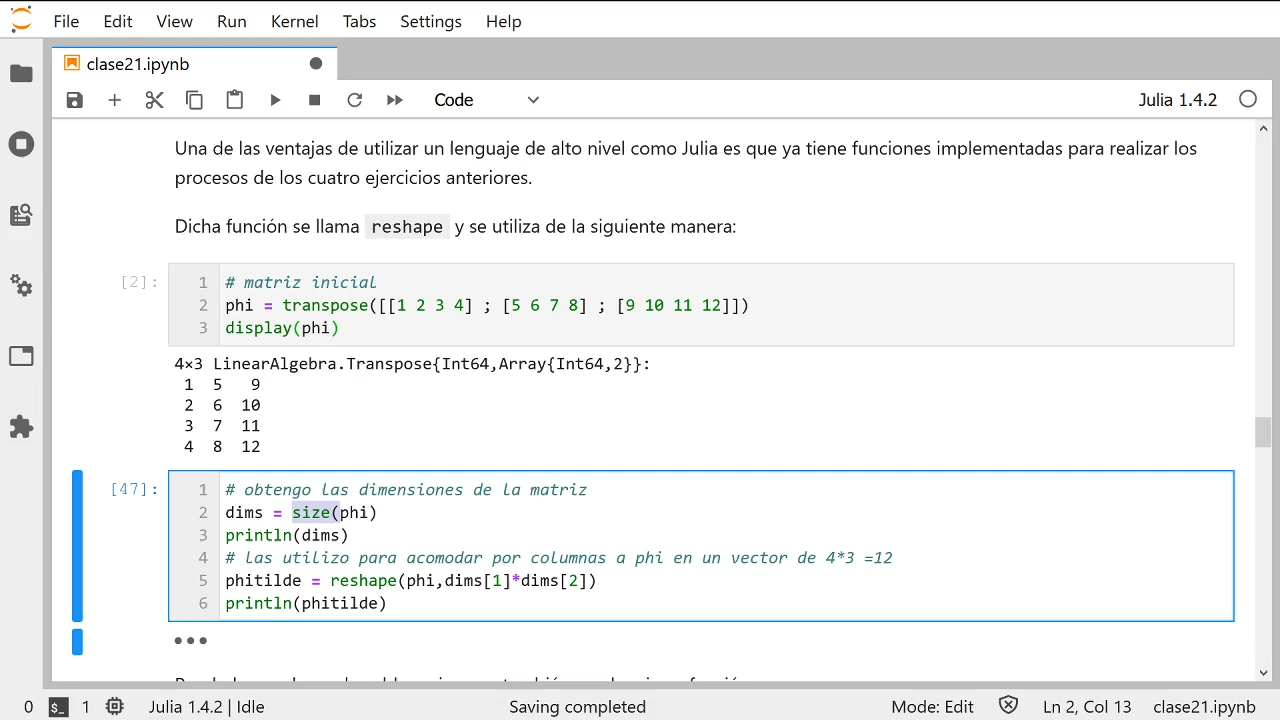 File Edit View Run Kernel Tabs Settings Help
clase21.ipynb
Code Julia 1.4.2
Una de las ventajas de utilizar un lenguaje de alto nivel como Julia es que ya tiene funciones implementadas para realizar los
procesos de los cuatro ejercicios anteriores.
Dicha función se llama reshape y se utiliza de la siguiente manera:
[2]: 1 # matriz inicial
2 phi = transpose([[1 2 3 4] ; [5 6 7 8] ; [9 10 11 12]])
3 display(phi)
4×3 LinearAlgebra.Transpose{Int64,Array{Int64,2}}:
1 5 9
2 6 10
3 7 11
4 8 12
[47]: 1 # obtengo las dimensiones de la matriz
2 dims = size(phi)
3 println(dims)
4 # las utilizo para acomodar por columnas a phi en un vector de 4*3 =12
5 phitilde = reshape(phi,dims[1]*dims[2])
6 println(phitilde)
0 $_ 1 Julia 1.4.2 | Idle Saving completed Mode: Edit Ln 2, Col 13 clase21.ipynb